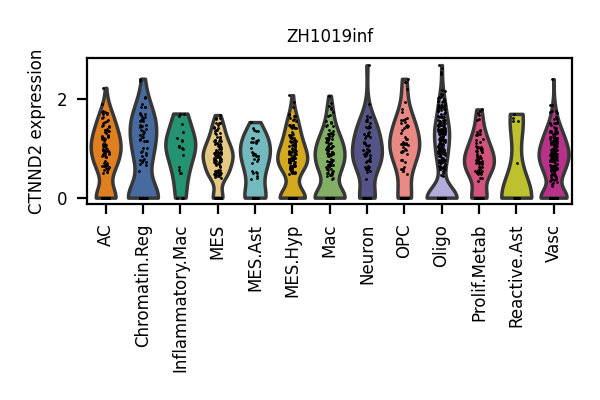 ZH1019inf
CTNND2 expression
2
0
AC
Chromatin.Reg
Inflammatory.Mac
MES
MES.Ast
MES.Hyp
Mac
Neuron
OPC
Oligo
Prolif.Metab
Reactive.Ast
Vasc